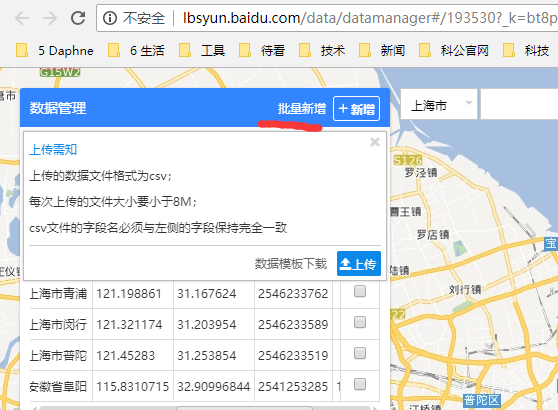 不安全 lbsyun.baidu.com/data/datamanager#/193530?_k=bt8p
5 Daphne 6 生活 工具 待看 技术 新闻 科公官网 科技
G15W2
数据管理 批量新增 + 新增
上海市
上传需知
上传的数据文件格式为csv；
每次上传的文件大小要小于8M；
csv文件的字段名必须与左侧的字段保持完全一致
数据模板下载 上传
上海市青浦 121.198861 31.167624 2546233762
上海市闵行 121.321174 31.203954 2546233589
上海市普陀 121.45283 31.253854 2546233519
安徽省阜阳 115.8310715 32.90996844 2541253285 1
S126
罗泾镇
曹王镇
罗店镇
陆镇
刘行镇
江桥镇
普陀区
宝